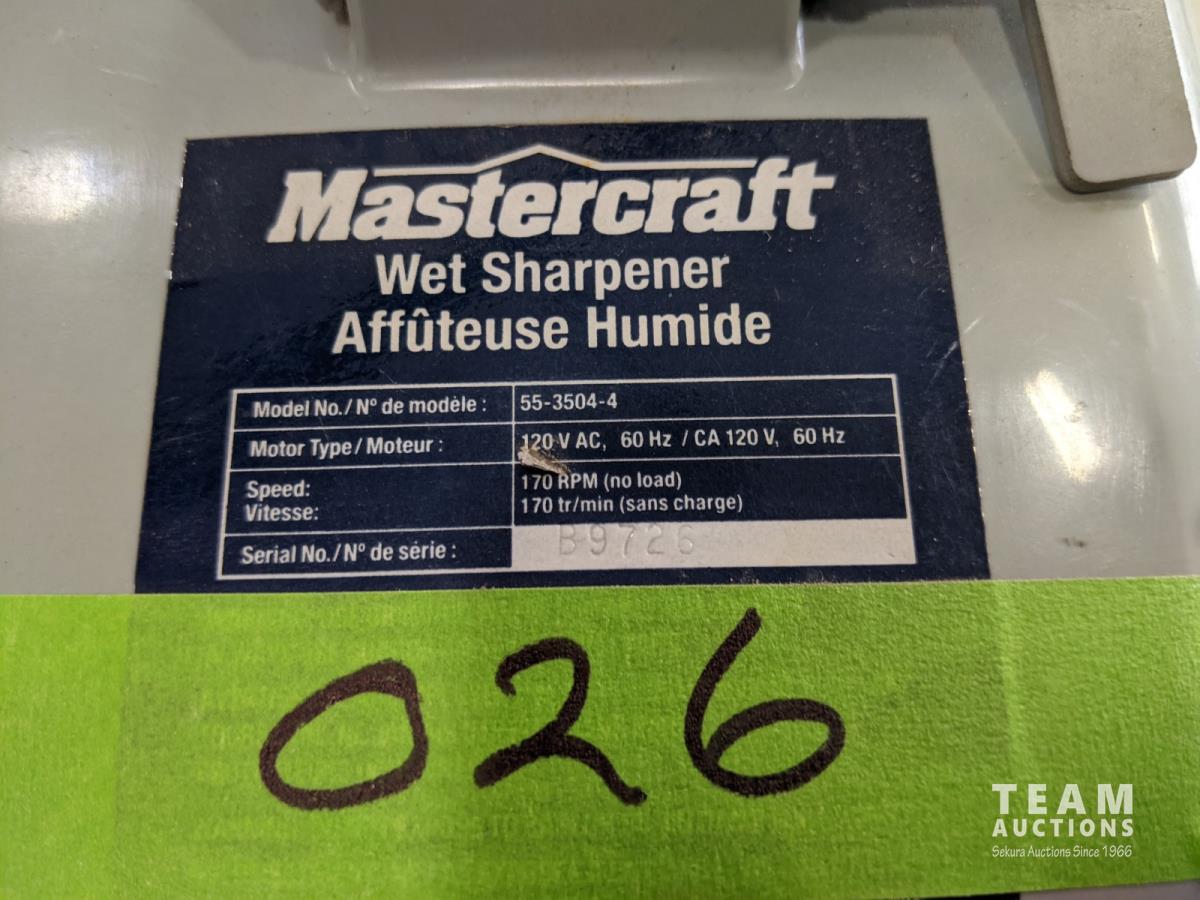 Mastercraft
Wet Sharpener
Affûteuse Humide
Model No./Nº de modèle : 55-3504-4
Motor Type/Moteur : 120 V AC, 60 Hz / CA 120 V, 60 Hz
Speed: 170 RPM (no load)
Vitesse: 170 tr/min (sans charge)
Serial No./Nº de série : B9726
026
TEAM
AUCTIONS
Sekura Auctions Since 1966